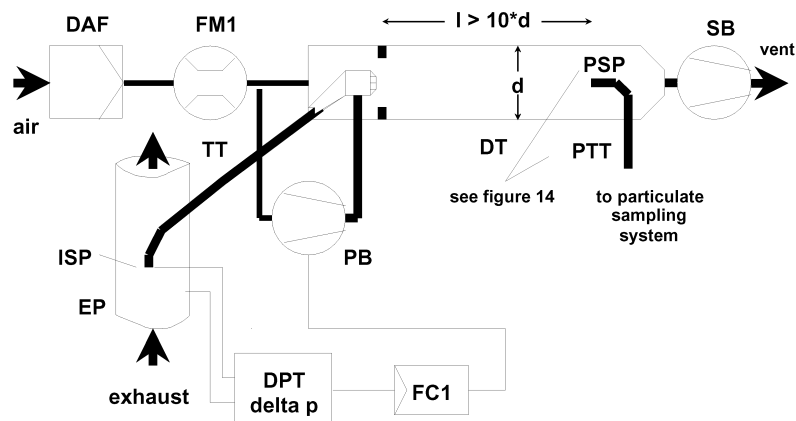 l > 10*d
DAF
FM1
SB
vent
PSP
d
air
TT
DT
PTT
see figure 14
to particulate
sampling
system
ISP
PB
EP
exhaust
DPT
delta p
FC1